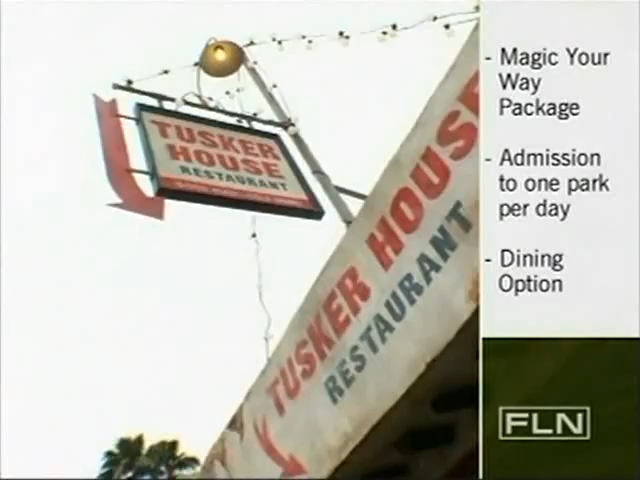 TUSKER
HOUSE
RESTAURANT
TUSKER HOUSE
RESTAURANT
- Magic Your
Way
Package
- Admission
to one park
per day
- Dining
Option
FLN